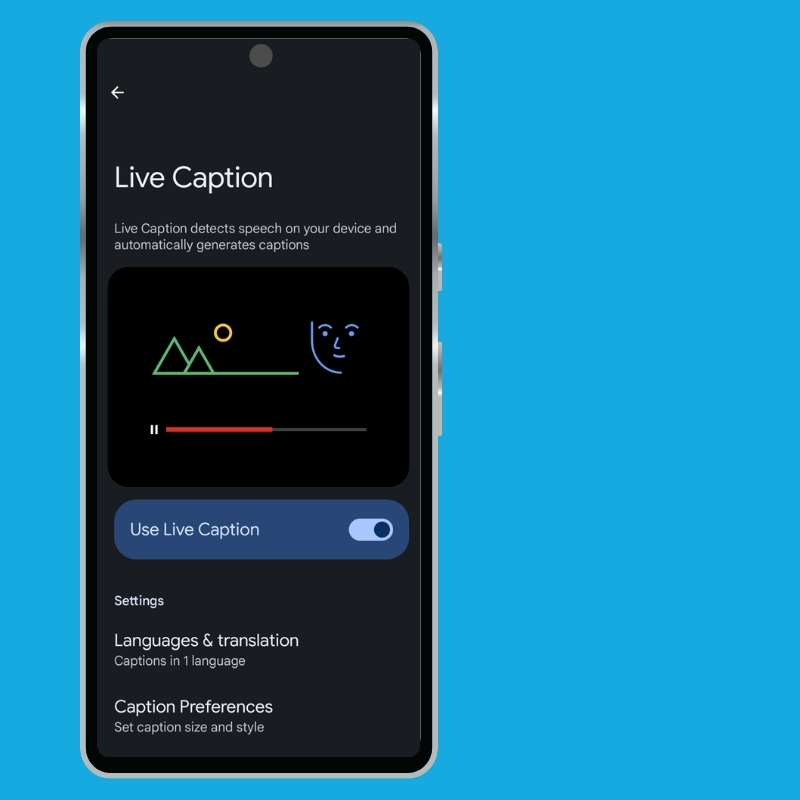 Live Caption
Live Caption detects speech on your device and
automatically generates captions
Use Live Caption
Settings
Languages & translation
Captions in 1 language
Caption Preferences
Set caption size and style